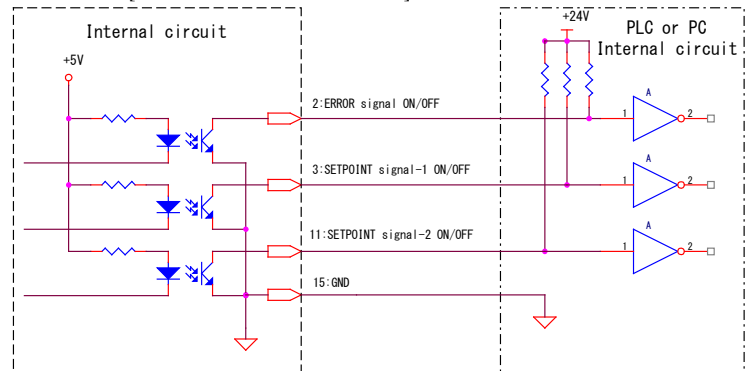 Internal circuit
+5V
+24V
PLC or PC
Internal circuit
2:ERROR signal ON/OFF
A
1
2
3:SETPOINT signal-1 ON/OFF
A
1
2
11:SETPOINT signal-2 ON/OFF
A
1
2
15:GND